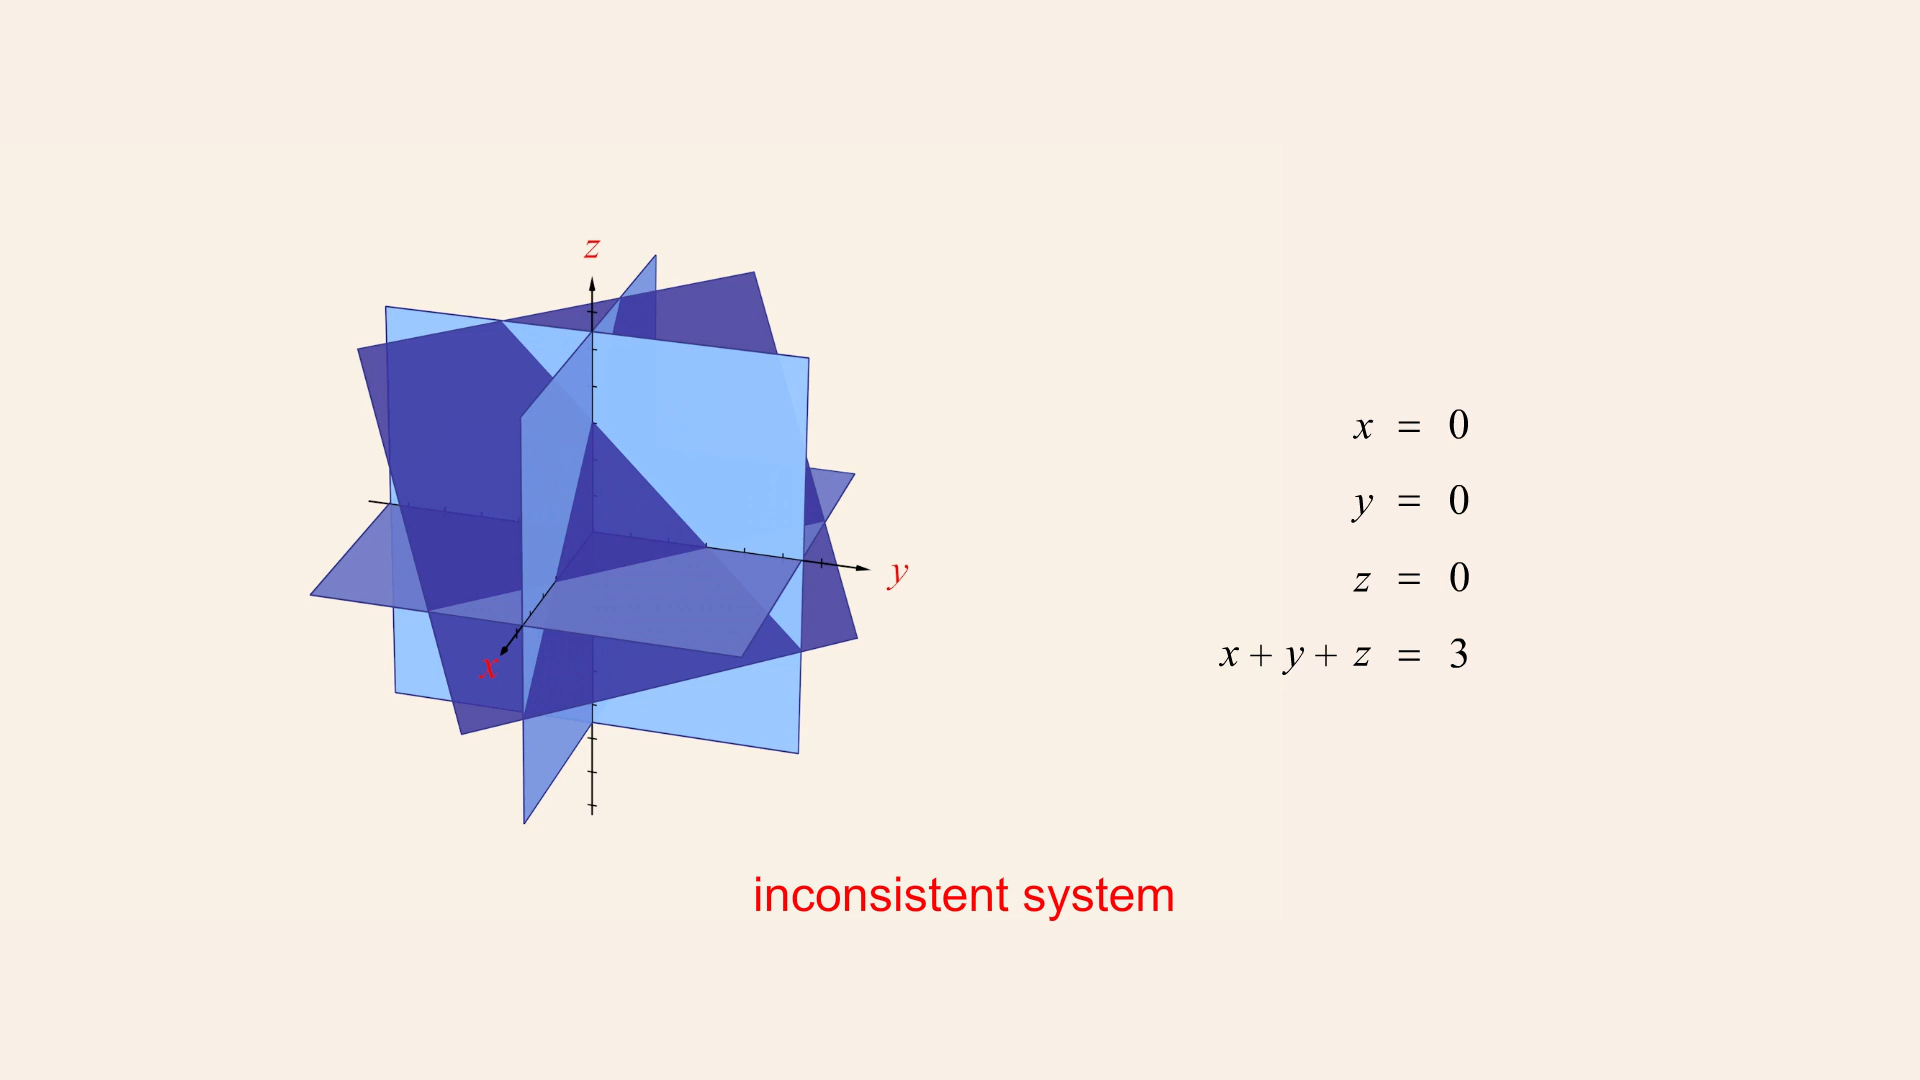 z
y
x
x = 0
y = 0
z = 0
x + y + z = 3
inconsistent system